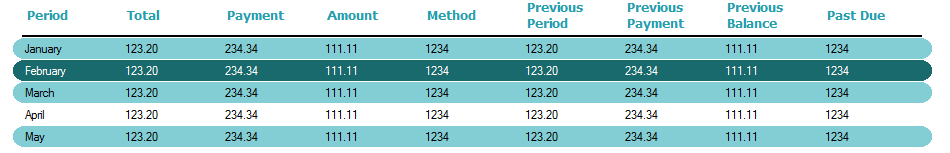 Period Total Payment Amount Method Previous Period Previous Payment Previous Balance Past Due
January 123.20 234.34 111.11 1234 123.20 234.34 111.11 1234
February 123.20 234.34 111.11 1234 123.20 234.34 111.11 1234
March 123.20 234.34 111.11 1234 123.20 234.34 111.11 1234
April 123.20 234.34 111.11 1234 123.20 234.34 111.11 1234
May 123.20 234.34 111.11 1234 123.20 234.34 111.11 1234